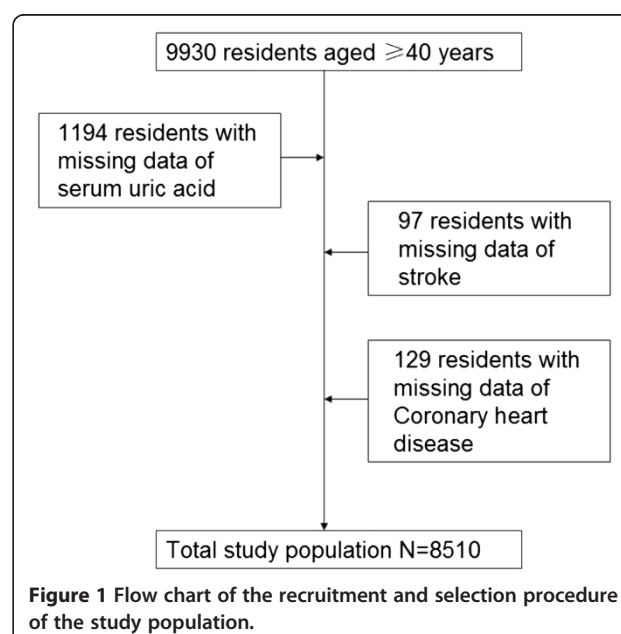 9930 residents aged ⩾40 years
1194 residents with
missing data of
serum uric acid
97 residents with
missing data of
stroke
129 residents with
missing data of
Coronary heart
disease
Total study population N=8510
Figure 1 Flow chart of the recruitment and selection procedure
of the study population.